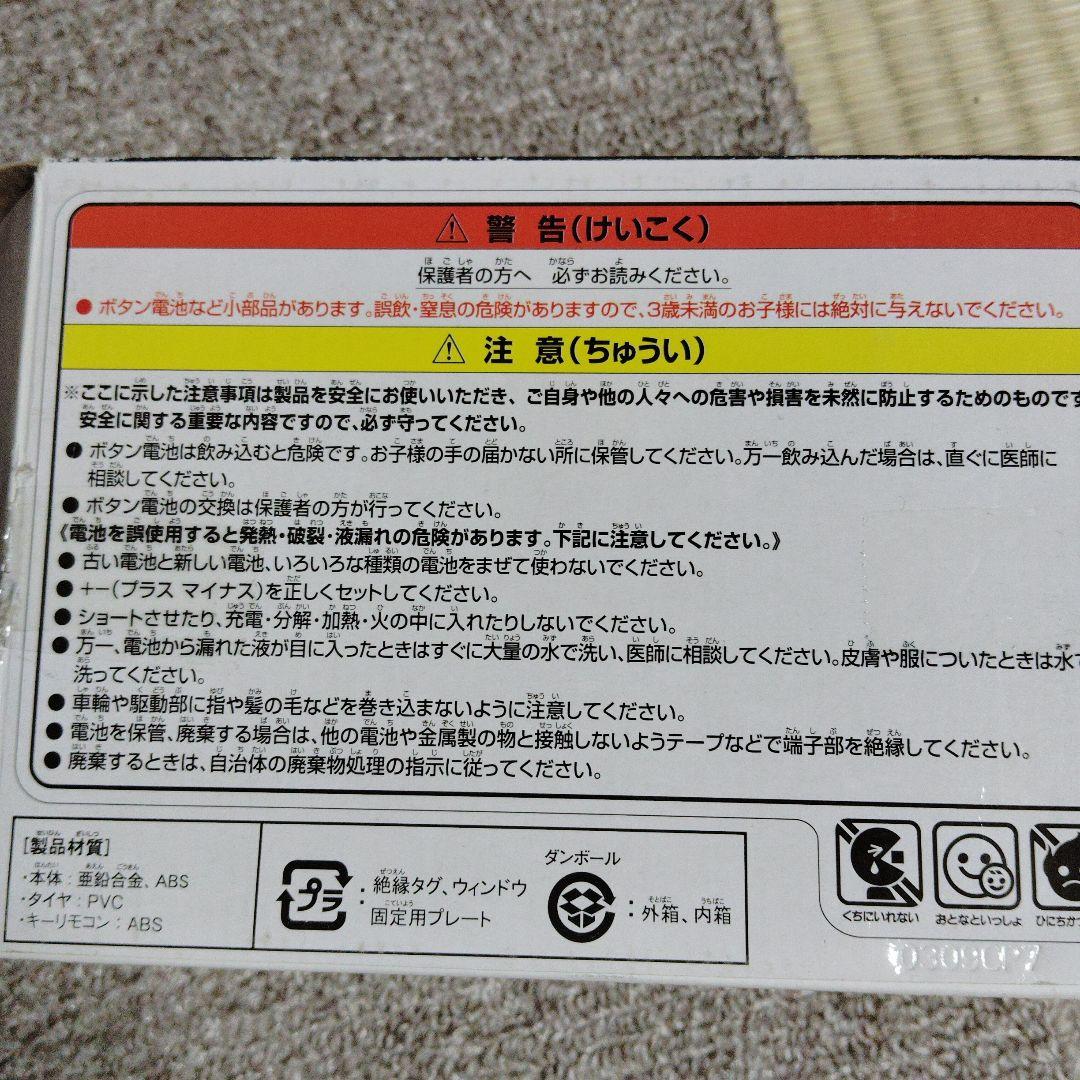 警 告(けいこく)
保護者の方へ 必ずお読みください。
● ボタン電池など小部品があります。誤飲・窒息の危険がありますので、3歳未満のお子様には絶対に与えないでください。
注 意(ちゅうい)
※ここに示した注意事項は製品を安全にお使いいただき、ご自身や他の人々への危害や損害を未然に防止するためのものです
安全に関する重要な内容ですので、必ず守ってください。
● ボタン電池は飲み込むと危険です。お子様の手の届かない所に保管してください。万一飲み込んだ場合は、直ぐに医師に
相談してください。
● ボタン電池の交換は保護者の方が行ってください。
《電池を誤使用すると発熱・破裂・液漏れの危険があります。下記に注意してください。》
● 古い電池と新しい電池、いろいろな種類の電池をまぜて使わないでください。
● +−(プラス マイナス)を正しくセットしてください。
● ショートさせたり、充電・分解・加熱・火の中に入れたりしないでください。
● 万一、電池から漏れた液が目に入ったときはすぐに大量の水で洗い、医師に相談してください。皮膚や服についたときは水で
洗ってください。
● 車輪や駆動部に指や髪の毛などを巻き込まないように注意してください。
● 電池を保管、廃棄する場合は、他の電池や金属製の物と接触しないようテープなどで端子部を絶縁してください。
● 廃棄するときは、自治体の廃棄物処理の指示に従ってください。
[製品材質]
・本体:亜鉛合金、ABS
・タイヤ:PVC
・キーリモコン:ABS
プラ
:絶縁タグ、ウィンドウ
固定用プレート
ダンボール
:外箱、内箱
くちにいれない
おとなといっしょ
ひにちか